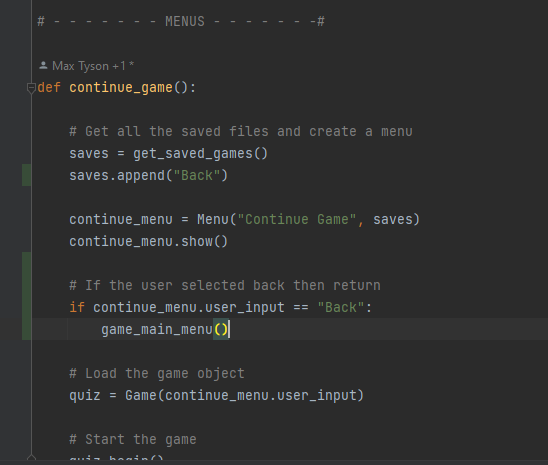 # - - - - - - - MENUS - - - - - - -#
Max Tyson +1 *
def continue_game():
# Get all the saved files and create a menu
saves = get_saved_games()
saves.append("Back")
continue_menu = Menu("Continue Game", saves)
continue_menu.show()
# If the user selected back then return
if continue_menu.user_input == "Back":
game_main_menu()
# Load the game object
quiz = Game(continue_menu.user_input)
# Start the game
quiz.begin()